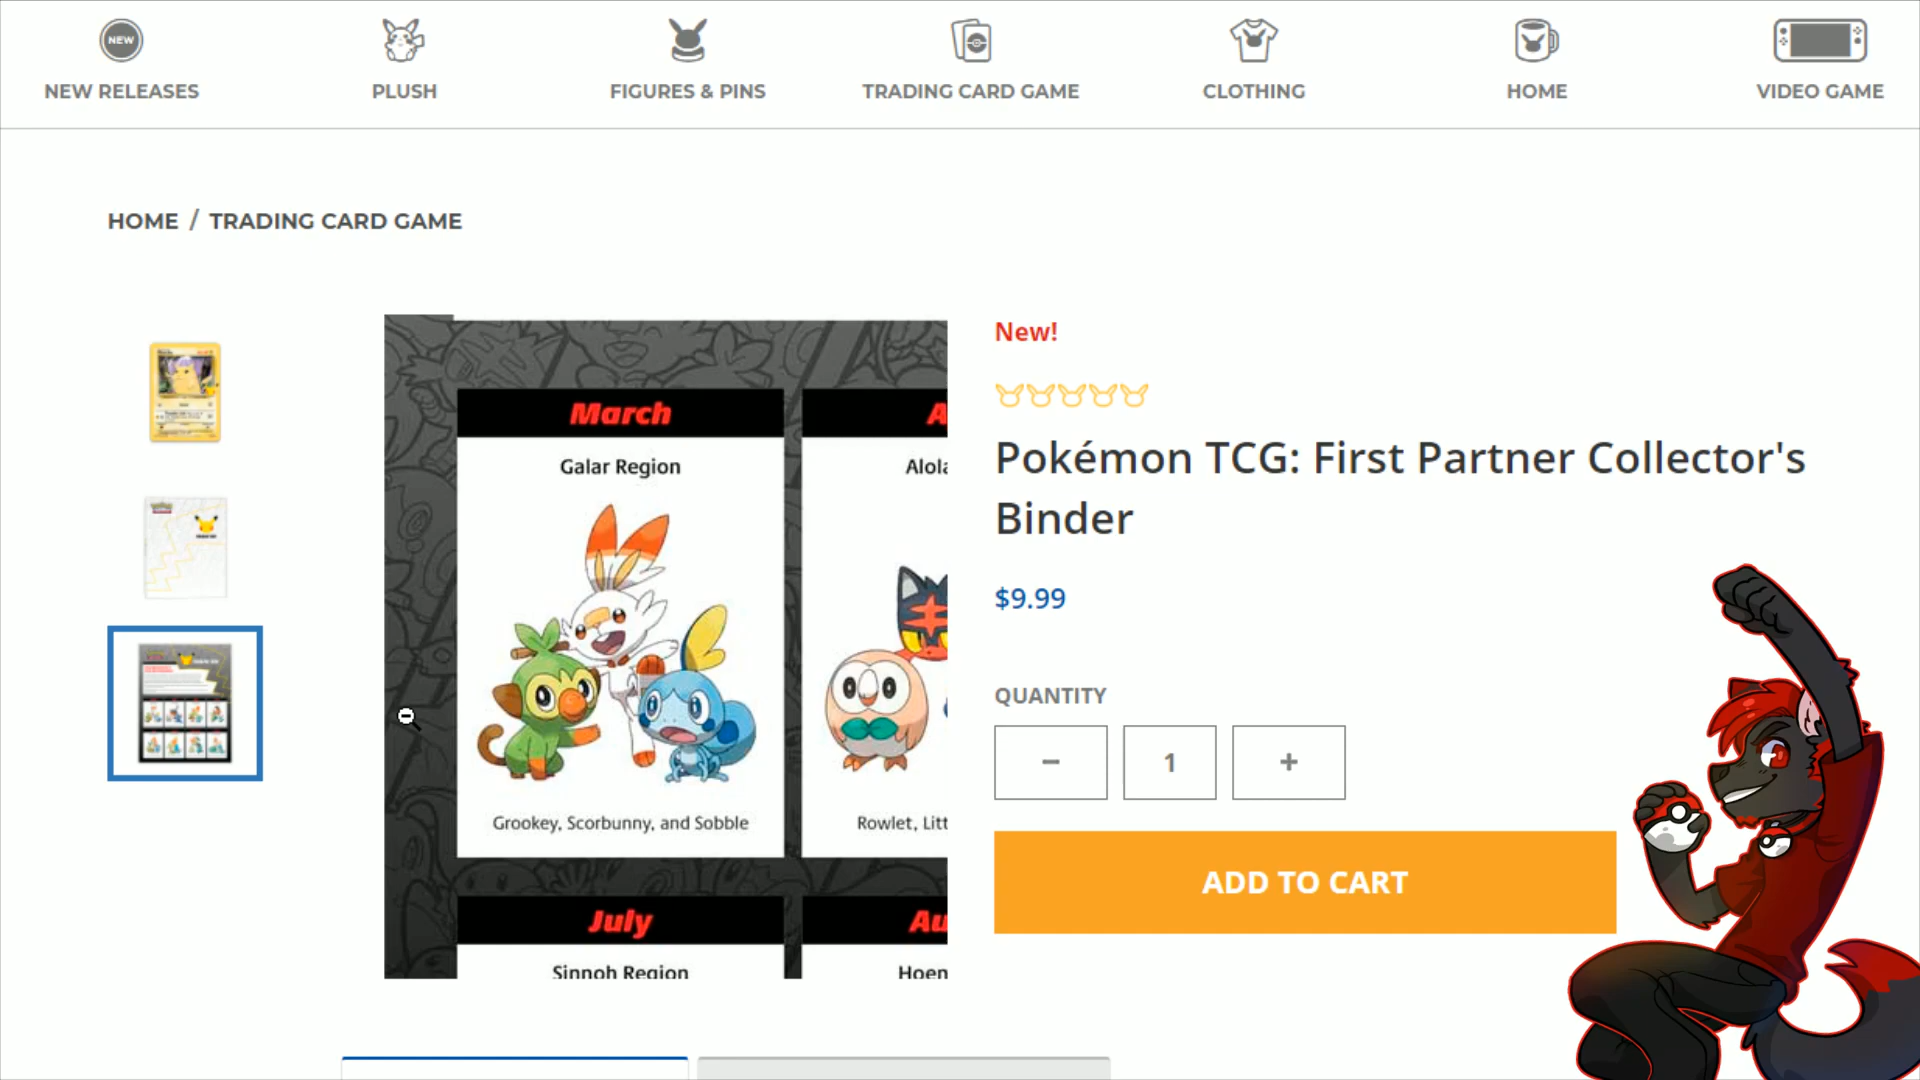 NEW
NEW RELEASES
PLUSH
FIGURES & PINS
TRADING CARD GAME
CLOTHING
HOME
VIDEO GAME
HOME / TRADING CARD GAME
March
Galar Region
Grookey, Scorbunny, and Sobble
July
Sinnoh Region
New!
Pokémon TCG: First Partner Collector's
Binder
$9.99
QUANTITY
− 1 +
ADD TO CART